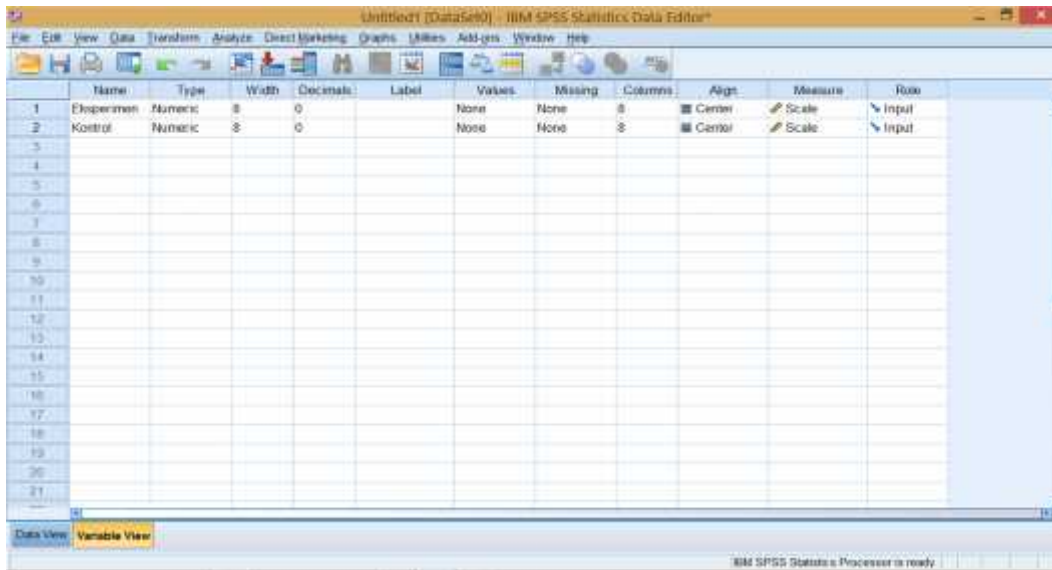 Untitled1 [DataSet0] - IBM SPSS Statistics Data Editor*
File Edit View Data Transform Analyze Direct Marketing Graphs Utilities Add-ons Window Help
Name Type Width Decimals Label Values Missing Columns Align Measure Role
1 Eksperimen Numeric 8 0 None None 8 Center Scale Input
2 Kontrol Numeric 8 0 None None 8 Center Scale Input
3
4
5
6
7
8
9
10
11
12
13
14
15
16
17
18
19
20
21
Data View Variable View
IBM SPSS Statistics Processor is ready